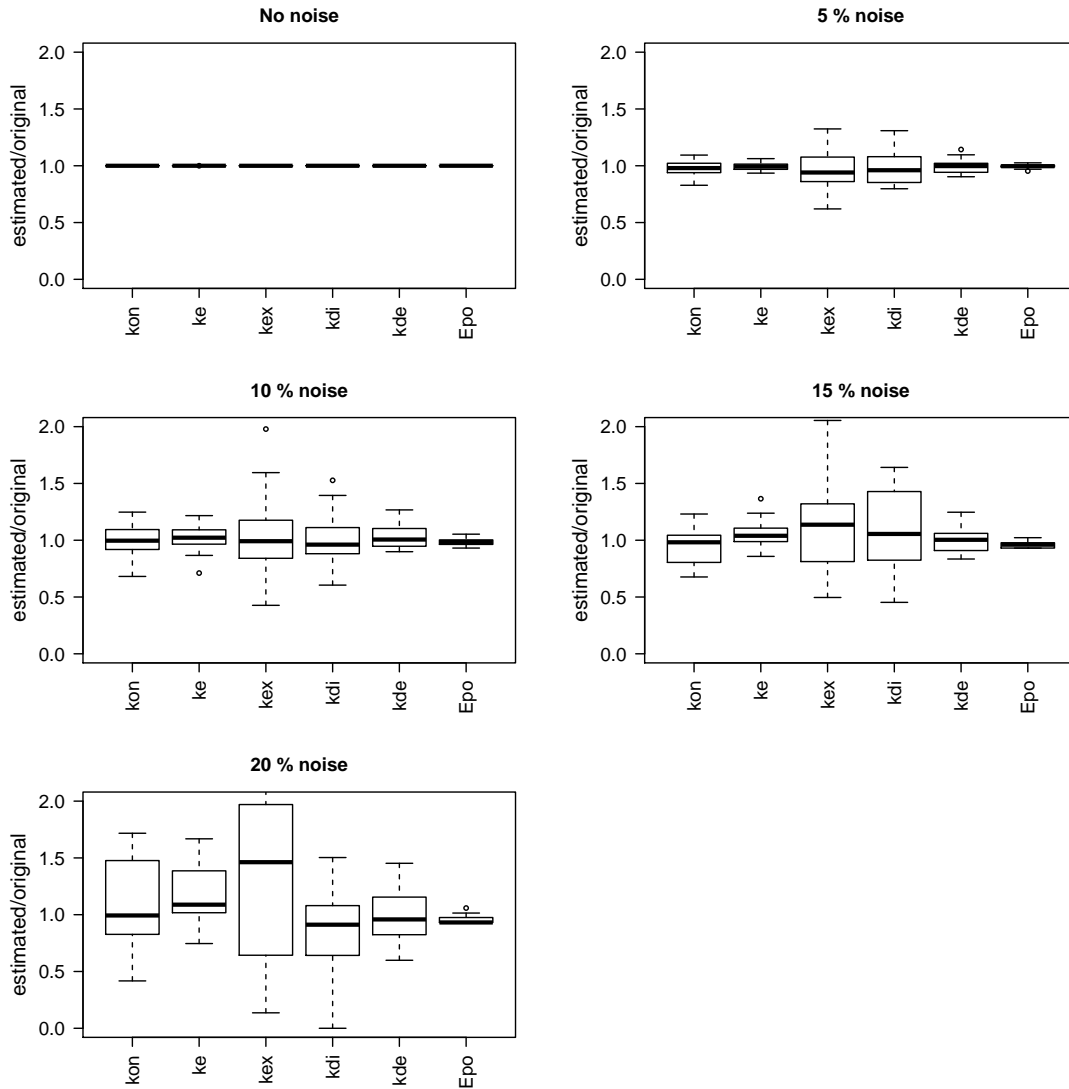 No noise
estimated/original
2.0
1.5
1.0
0.5
0.0
kon
ke
kex
kdi
kde
Epo
5 % noise
estimated/original
2.0
1.5
1.0
0.5
0.0
kon
ke
kex
kdi
kde
Epo
10 % noise
estimated/original
2.0
1.5
1.0
0.5
0.0
kon
ke
kex
kdi
kde
Epo
15 % noise
estimated/original
2.0
1.5
1.0
0.5
0.0
kon
ke
kex
kdi
kde
Epo
20 % noise
estimated/original
2.0
1.5
1.0
0.5
0.0
kon
ke
kex
kdi
kde
Epo